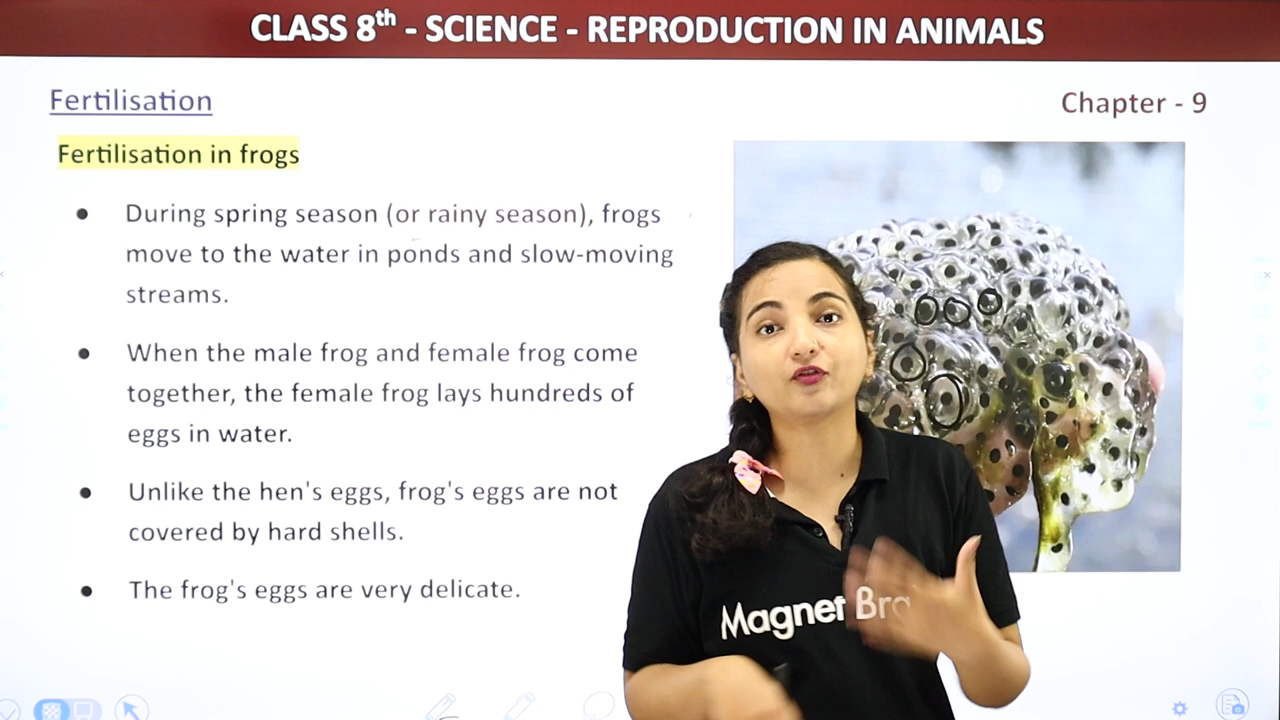 CLASS 8th - SCIENCE - REPRODUCTION IN ANIMALS
Fertilisation
Chapter - 9
Fertilisation in frogs
● During spring season (or rainy season), frogs
move to the water in ponds and slow-moving
streams.
● When the male frog and female frog come
together, the female frog lays hundreds of
eggs in water.
● Unlike the hen's eggs, frog's eggs are not
covered by hard shells.
● The frog's eggs are very delicate.
Magnet Bra